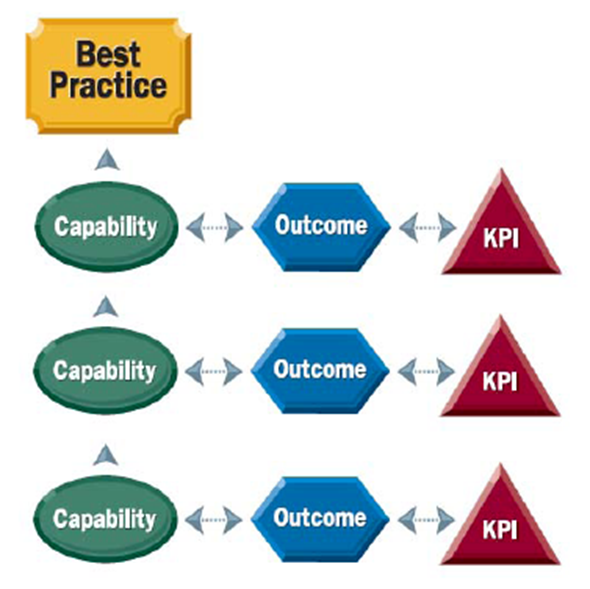 Best
Practice
Capability
Outcome
KPI
Capability
Outcome
KPI
Capability
Outcome
KPI